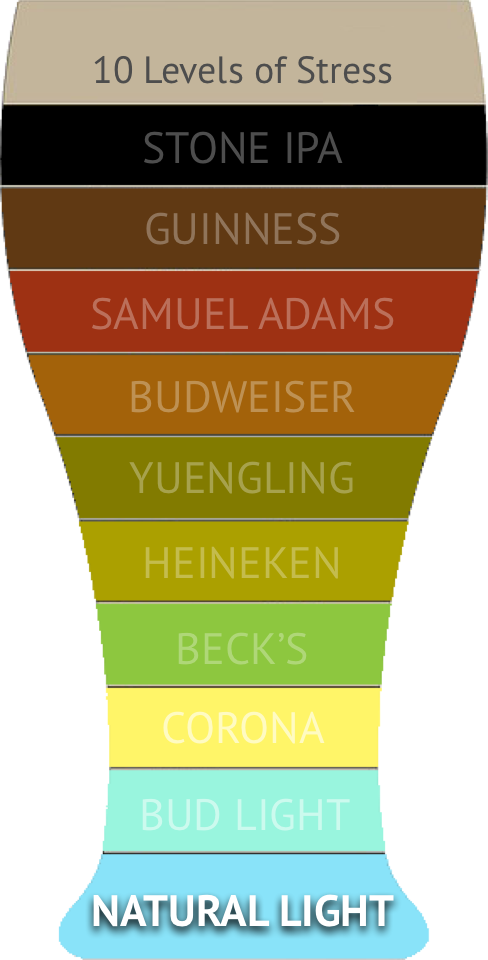 10 Levels of Stress
STONE IPA
GUINNESS
SAMUEL ADAMS
BUDWEISER
YUENGLING
HEINEKEN
BECK’S
CORONA
BUD LIGHT
NATURAL LIGHT